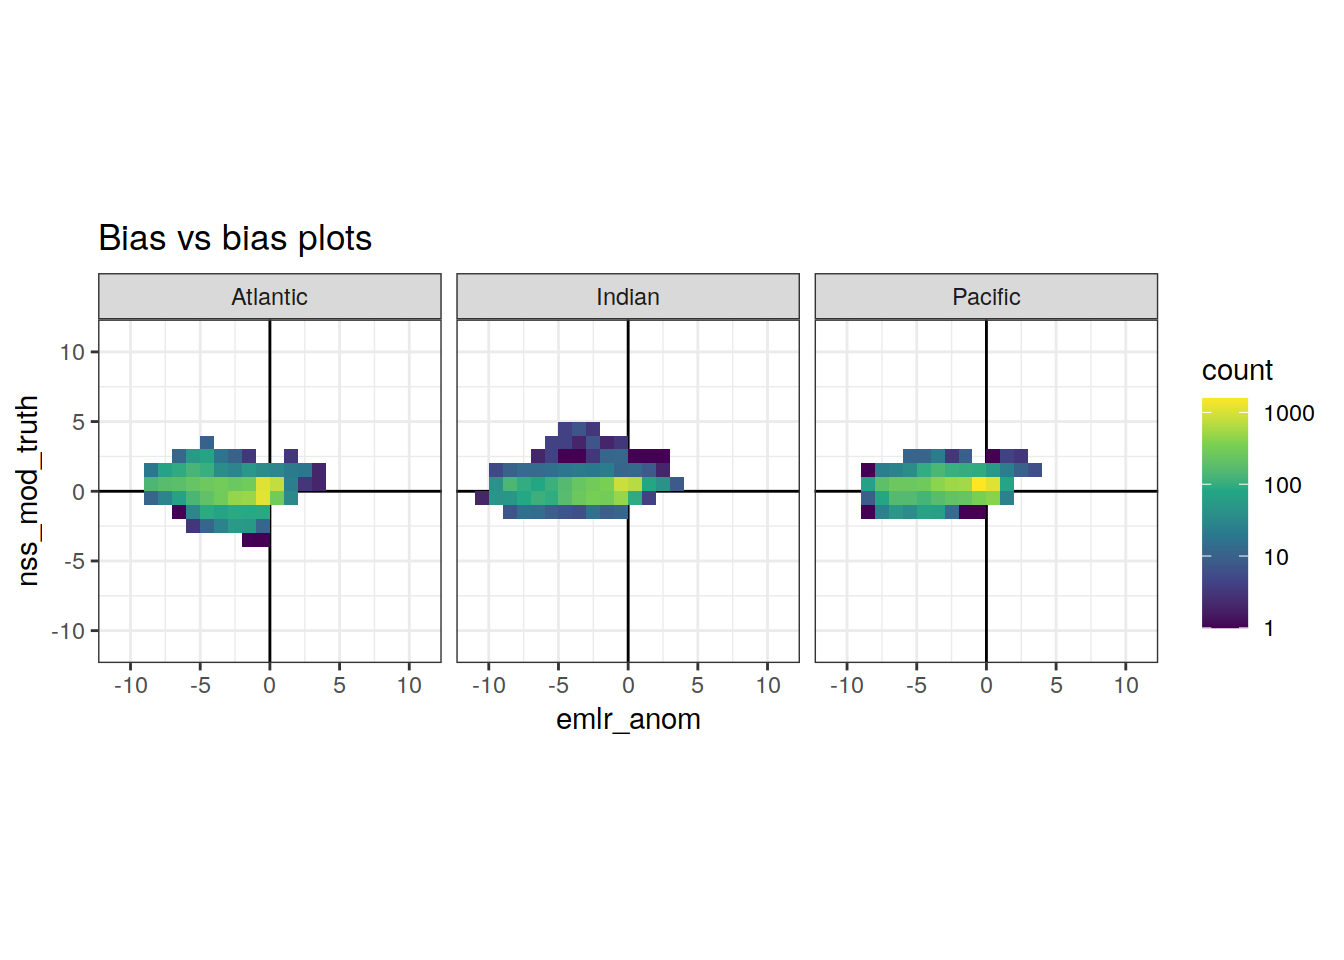 Bias vs bias plots
Atlantic Indian Pacific
10
5
0
-5
-10
nss_mod_truth
-10 -5 0 5 10 -10 -5 0 5 10 -10 -5 0 5 10
emlr_anom
count
1000
100
10
1